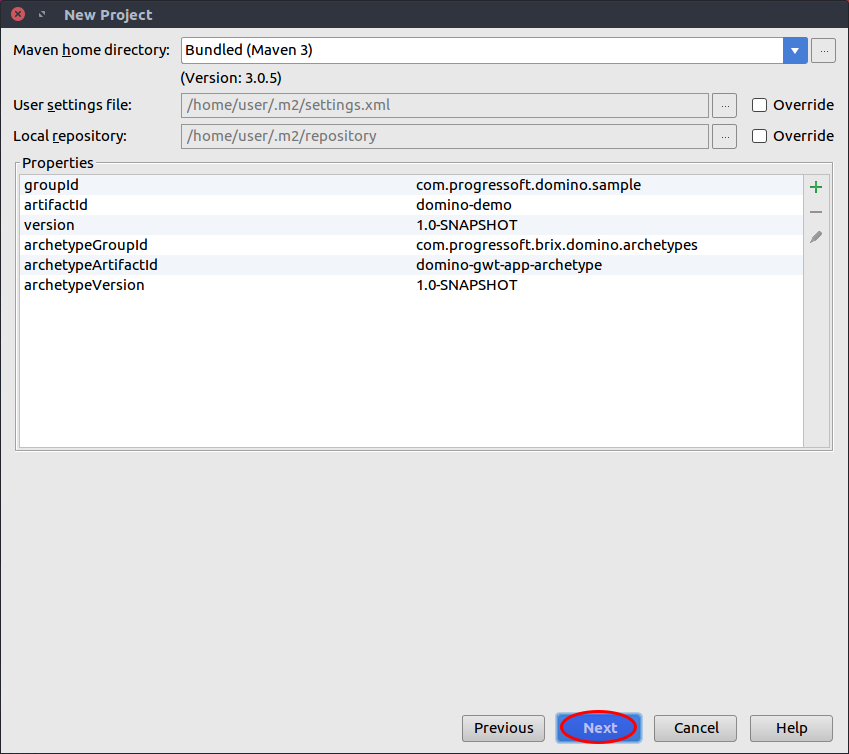 New Project
Maven home directory: Bundled (Maven 3) ...
(Version: 3.0.5)
User settings file: /home/user/.m2/settings.xml ... Override
Local repository: /home/user/.m2/repository ... Override
Properties
groupId com.progressoft.domino.sample
artifactId domino-demo
version 1.0-SNAPSHOT
archetypeGroupId com.progressoft.brix.domino.archetypes
archetypeArtifactId domino-gwt-app-archetype
archetypeVersion 1.0-SNAPSHOT
Previous Next Cancel Help